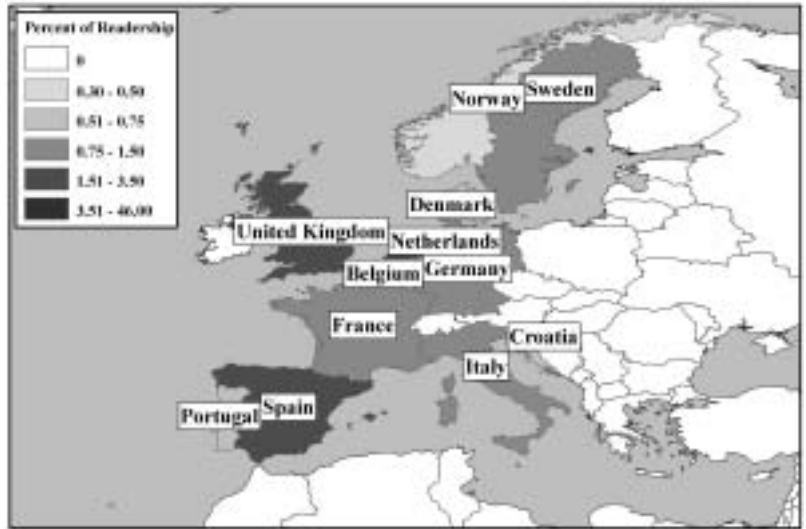 Percent of Readership
0
0.30 - 0.50
0.51 - 0.75
0.75 - 1.50
1.51 - 3.50
3.51 - 46.00
Norway
Sweden
Denmark
United Kingdom
Netherlands
Belgium
Germany
France
Croatia
Italy
Portugal
Spain